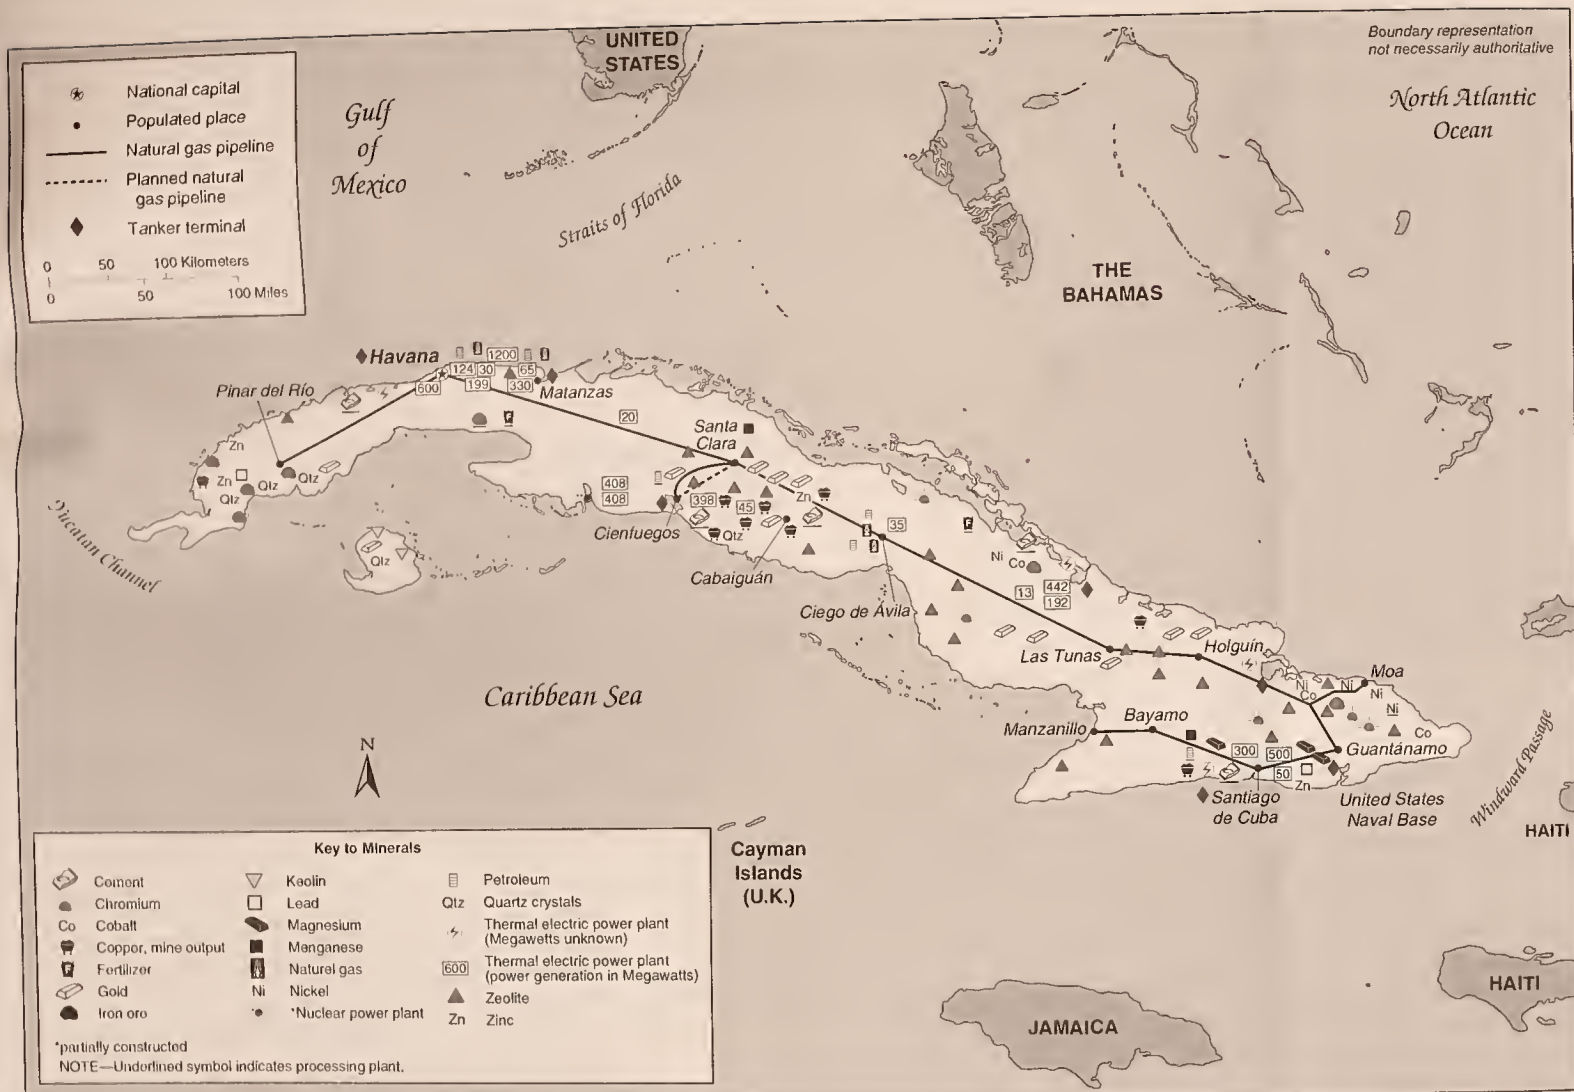 UNITED
STATES
Boundary representation
not necessarily authoritative
North Atlantic
Ocean
National capital
Populated place
Natural gas pipeline
Planned natural
gas pipeline
Tanker terminal
0 50 100 Kilometers
0 50 100 Miles
Gulf
of
Mexico
Straits of Florida
THE
BAHAMAS
Havana
1200
124 30 65
600 199 330
Matanzas
Pinar del Río
20
Santa
Clara
Zn
Zn
Qtz
Qtz
Qtz
408
408
398
45
Zn
35
Cienfuegos
Qtz
Yucatan Channel
Qtz
Cabaiguán
Ni
Co
Ciego de Ávila
13
442
192
Las Tunas
Holguín
Moa
Caribbean Sea
Ni
Ni
Ni
Co
Ni
Co
Manzanillo
Bayamo
300
500
50
Guantánamo
Zn
Santiago
de Cuba
United States
Naval Base
Windward Passage
HAITI
N
Cayman
Islands
(U.K.)
Key to Minerals
Cement
Chromium
Co Cobalt
Copper, mine output
F Fertilizer
Gold
Iron ore
Kaolin
Lead
Magnesium
Manganese
Natural gas
Ni Nickel
*Nuclear power plant
Petroleum
Qtz Quartz crystals
Thermal electric power plant
(Megawatts unknown)
600 Thermal electric power plant
(power generation in Megawatts)
Zeolite
Zn Zinc
*partially constructed
NOTE—Underlined symbol indicates processing plant.
JAMAICA
HAITI